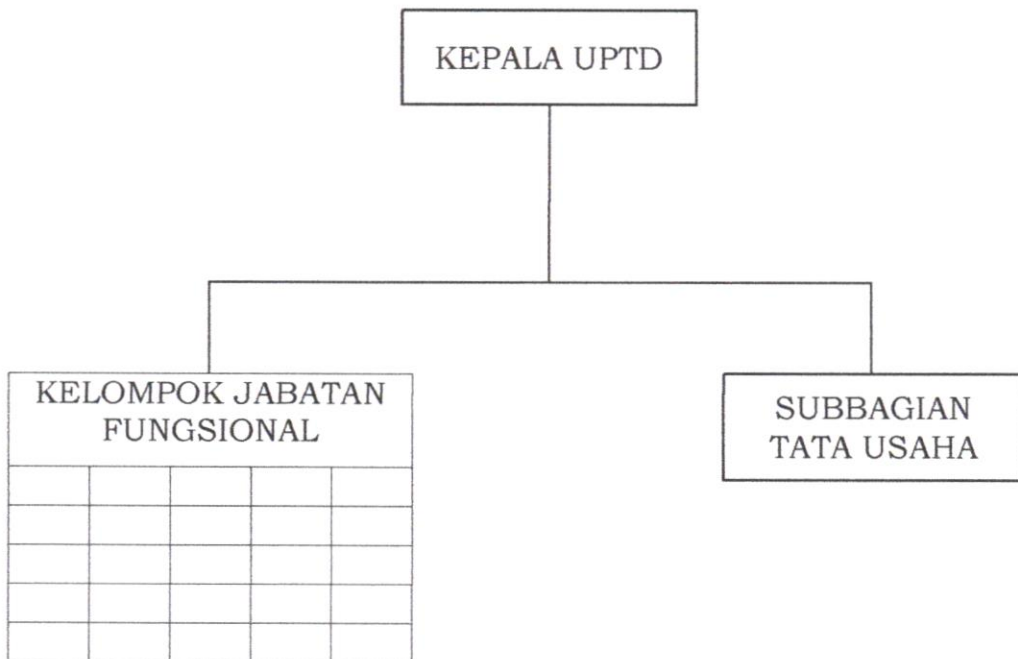 KEPALA UPTD
KELOMPOK JABATAN
FUNGSIONAL
SUBBAGIAN
TATA USAHA